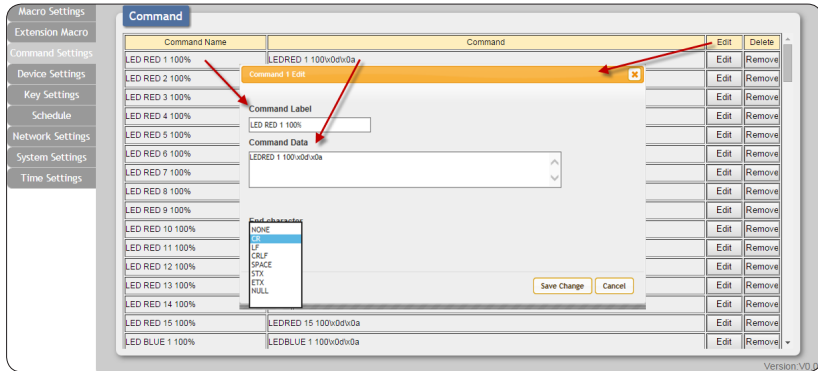 Macro Settings
Extension Macro
Command Settings
Device Settings
Key Settings
Schedule
Network Settings
System Settings
Time Settings
Command
Command Name Command Edit Delete
LED RED 1 100% LEDRED 1 100\x0d\x0a Edit Remove
LED RED 2 100% Edit Remove
LED RED 3 100% Edit Remove
LED RED 4 100% Edit Remove
LED RED 5 100% Edit Remove
LED RED 6 100% Edit Remove
LED RED 7 100% Edit Remove
LED RED 8 100% Edit Remove
LED RED 9 100% Edit Remove
LED RED 10 100% Edit Remove
LED RED 11 100% Edit Remove
LED RED 12 100% Edit Remove
LED RED 13 100% Edit Remove
LED RED 14 100% Edit Remove
LED RED 15 100% LEDRED 15 100\x0d\x0a Edit Remove
LED BLUE 1 100% LEDBLUE 1 100\x0d\x0a Edit Remove
Command 1 Edit
Command Label
LED RED 1 100%
Command Data
LEDRED 1 100\x0d\x0a
End character
NONE
CR
LF
CRLF
SPACE
STX
ETX
NULL
Save Change Cancel
Version:V0.0